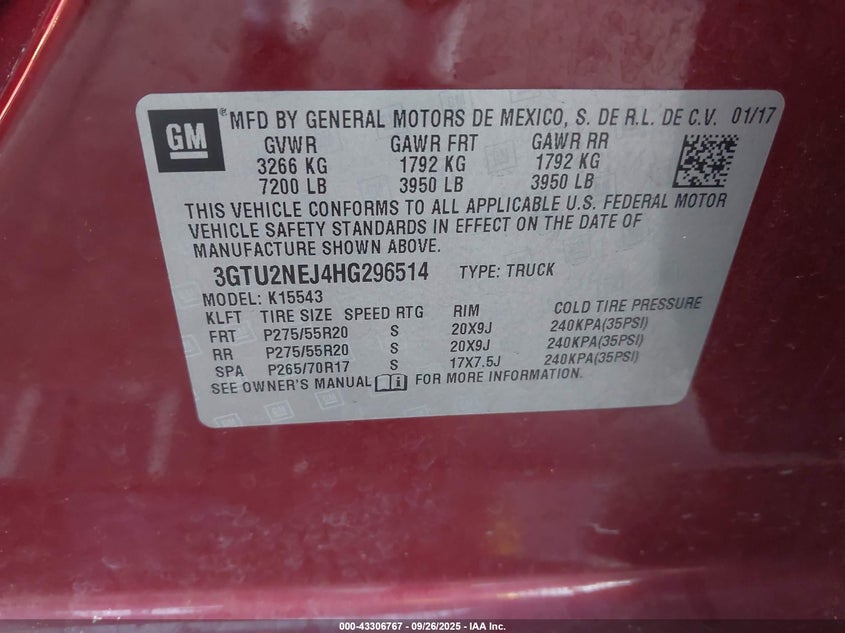 GM ® MFD BY GENERAL MOTORS DE MEXICO, S. DE R.L. DE C.V. 01/17
GVWR GAWR FRT GAWR RR
3266 KG 1792 KG 1792 KG
7200 LB 3950 LB 3950 LB
THIS VEHICLE CONFORMS TO ALL APPLICABLE U.S. FEDERAL MOTOR
VEHICLE SAFETY STANDARDS IN EFFECT ON THE DATE OF
MANUFACTURE SHOWN ABOVE.
3GTU2NEJ4HG296514 TYPE: TRUCK
MODEL: K15543
KLFT TIRE SIZE SPEED RTG RIM COLD TIRE PRESSURE
FRT P275/55R20 S 20X9J 240KPA(35PSI)
RR P275/55R20 S 20X9J 240KPA(35PSI)
SPA P265/70R17 S 17X7.5J 240KPA(35PSI)
SEE OWNER'S MANUAL FOR MORE INFORMATION.
000-43306767 - 09/26/2025 - IAA Inc.